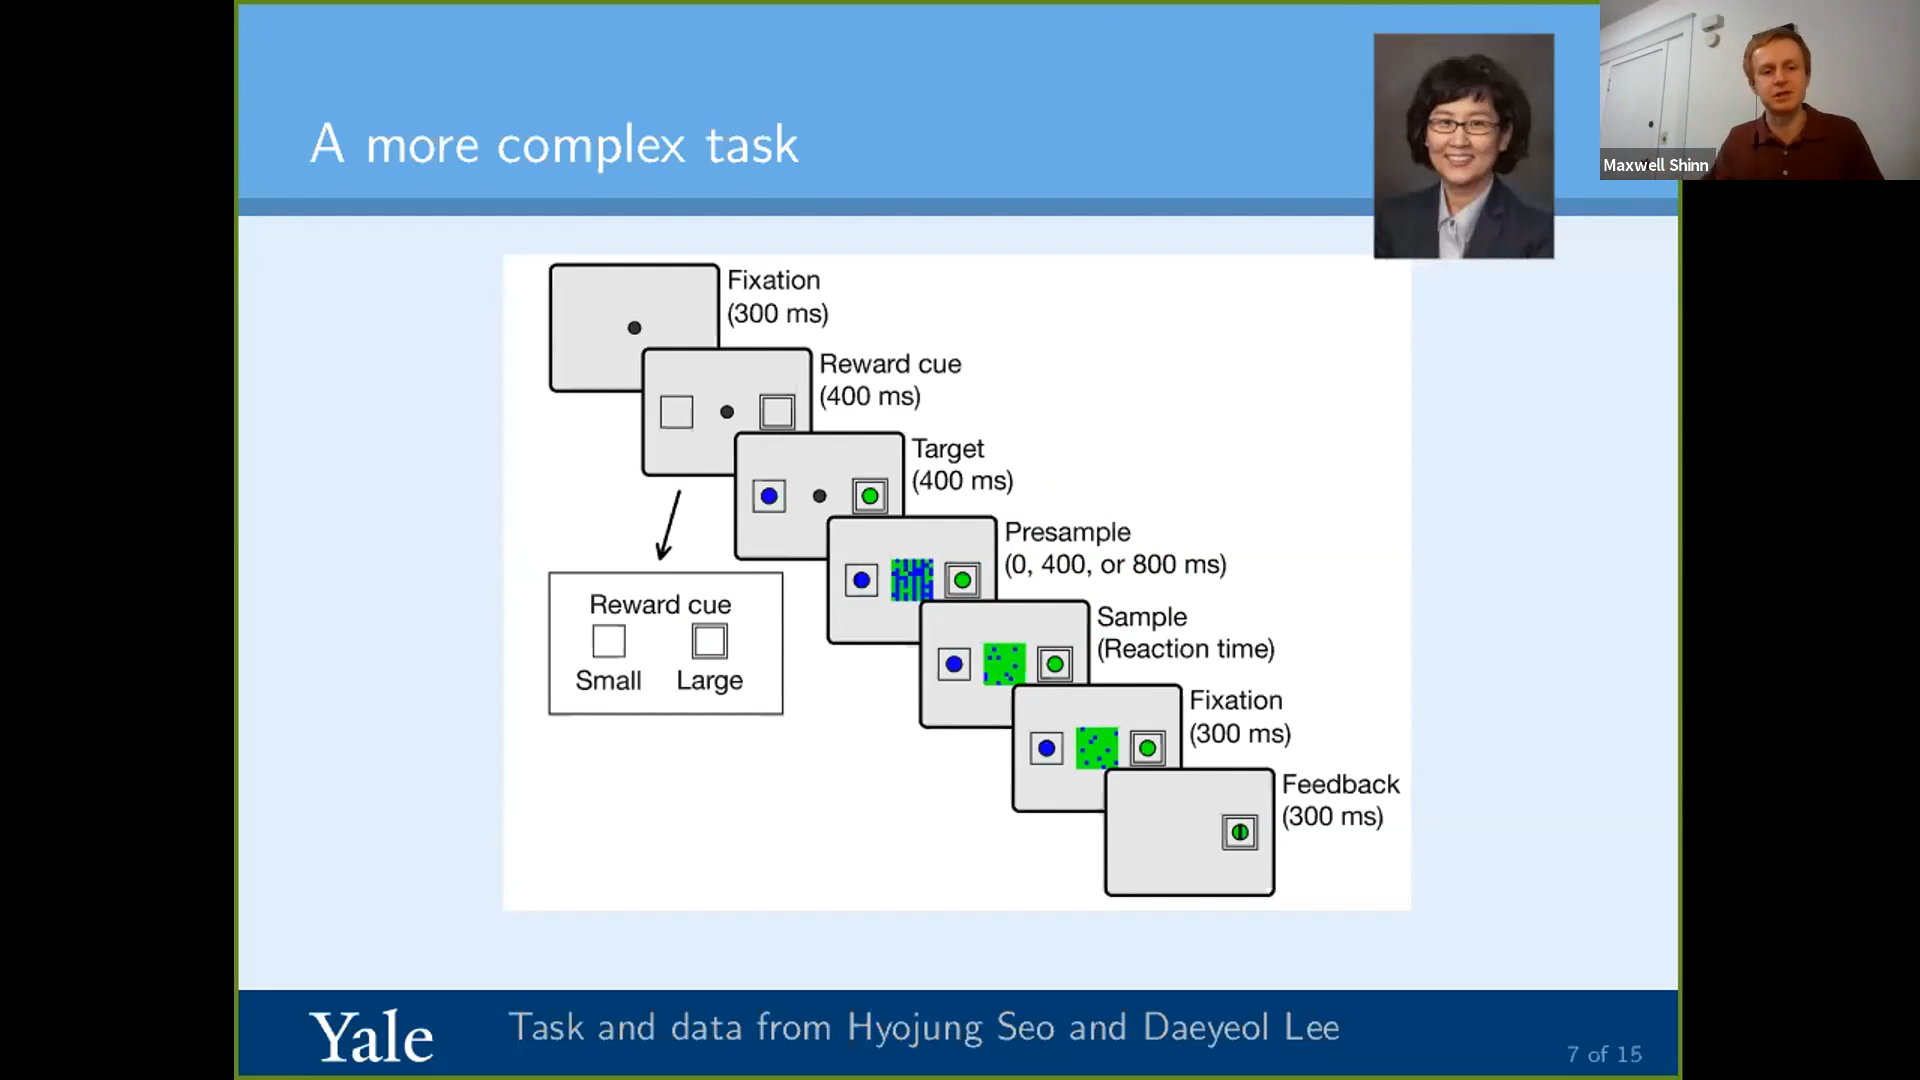 A more complex task
Maxwell Shinn
Fixation
(300 ms)
Reward cue
(400 ms)
Target
(400 ms)
Presample
(0, 400, or 800 ms)
Sample
(Reaction time)
Fixation
(300 ms)
Feedback
(300 ms)
Reward cue
Small Large
Yale
Task and data from Hyojung Seo and Daeyeol Lee
7 of 15